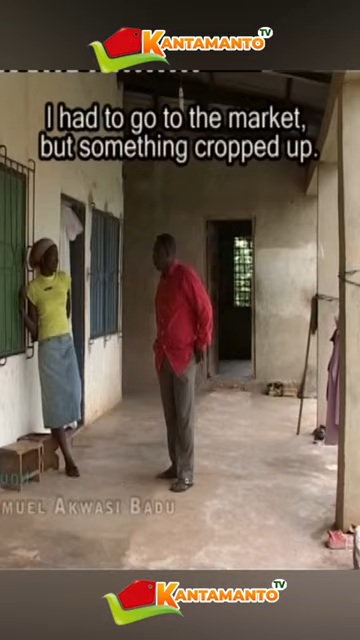 KANTAMANTO TV
I had to go to the market,
but something cropped up.
MUEL AKWASI BADU
KANTAMANTO TV